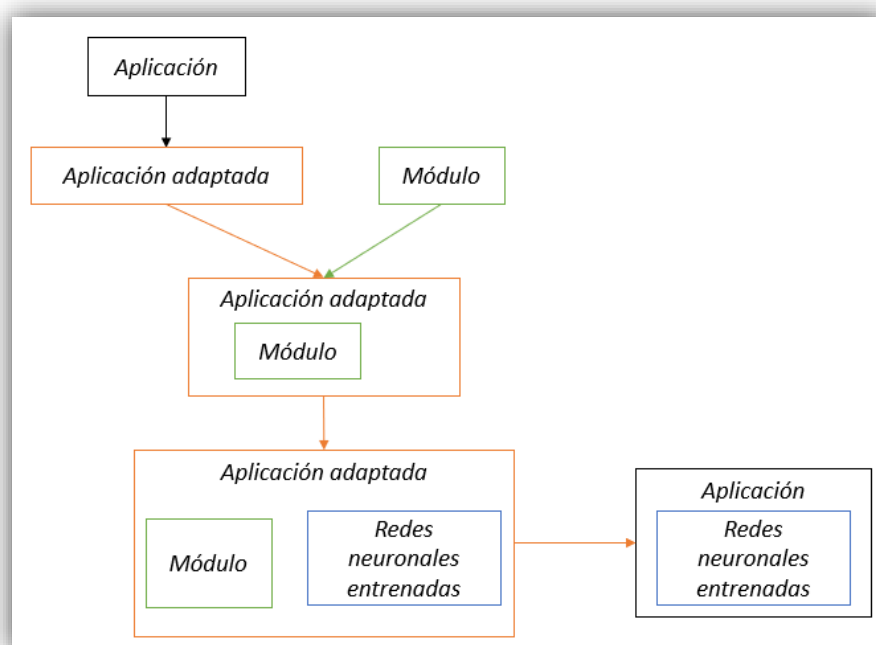 Aplicación
Aplicación adaptada
Módulo
Aplicación adaptada
Módulo
Aplicación adaptada
Módulo
Redes
neuronales
entrenadas
Aplicación
Redes
neuronales
entrenadas